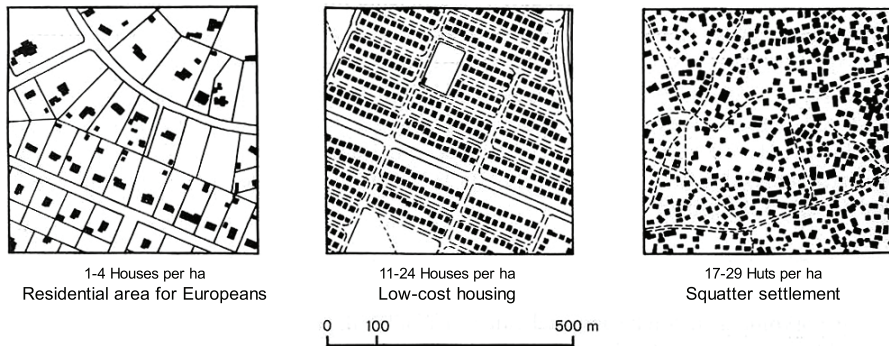 1-4 Houses per ha
Residential area for Europeans
11-24 Houses per ha
Low-cost housing
17-29 Huts per ha
Squatter settlement
0 100 500 m